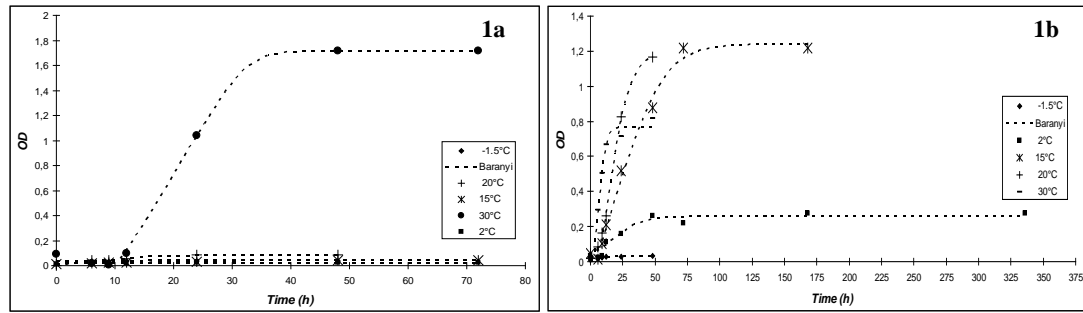 1a
OD
2
1,8
1,6
1,4
1,2
1
0,8
0,6
0,4
0,2
0
0 10 20 30 40 50 60 70 80
Time (h)
-1.5°C
Baranyi
20°C
15°C
30°C
2°C
1b
OD
1,4
1,2
1
0,8
0,6
0,4
0,2
0
0 25 50 75 100 125 150 175 200 225 250 275 300 325 350 375
Time (h)
-1.5°C
Baranyi
2°C
15°C
20°C
30°C